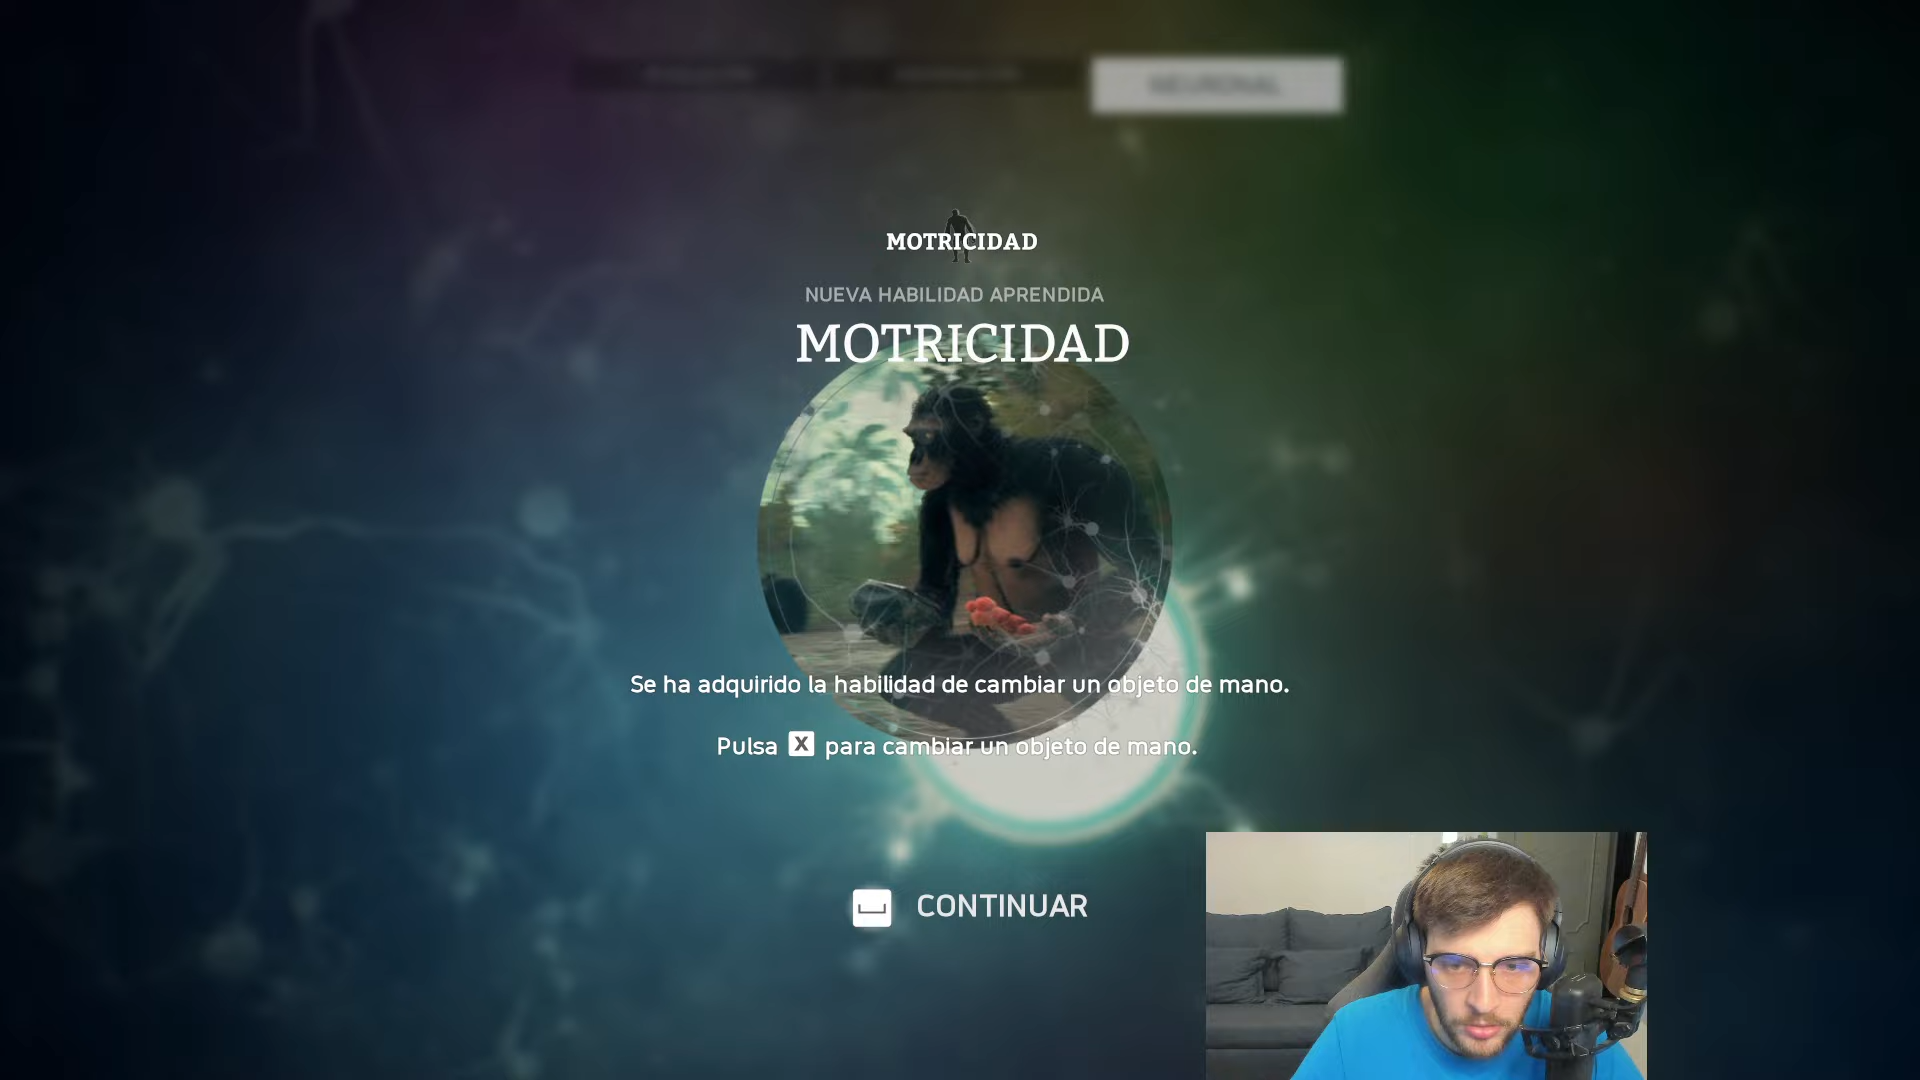 NEURONAL
MOTRICIDAD
NUEVA HABILIDAD APRENDIDA
MOTRICIDAD
Se ha adquirido la habilidad de cambiar un objeto de mano.
Pulsa X para cambiar un objeto de mano.
CONTINUAR